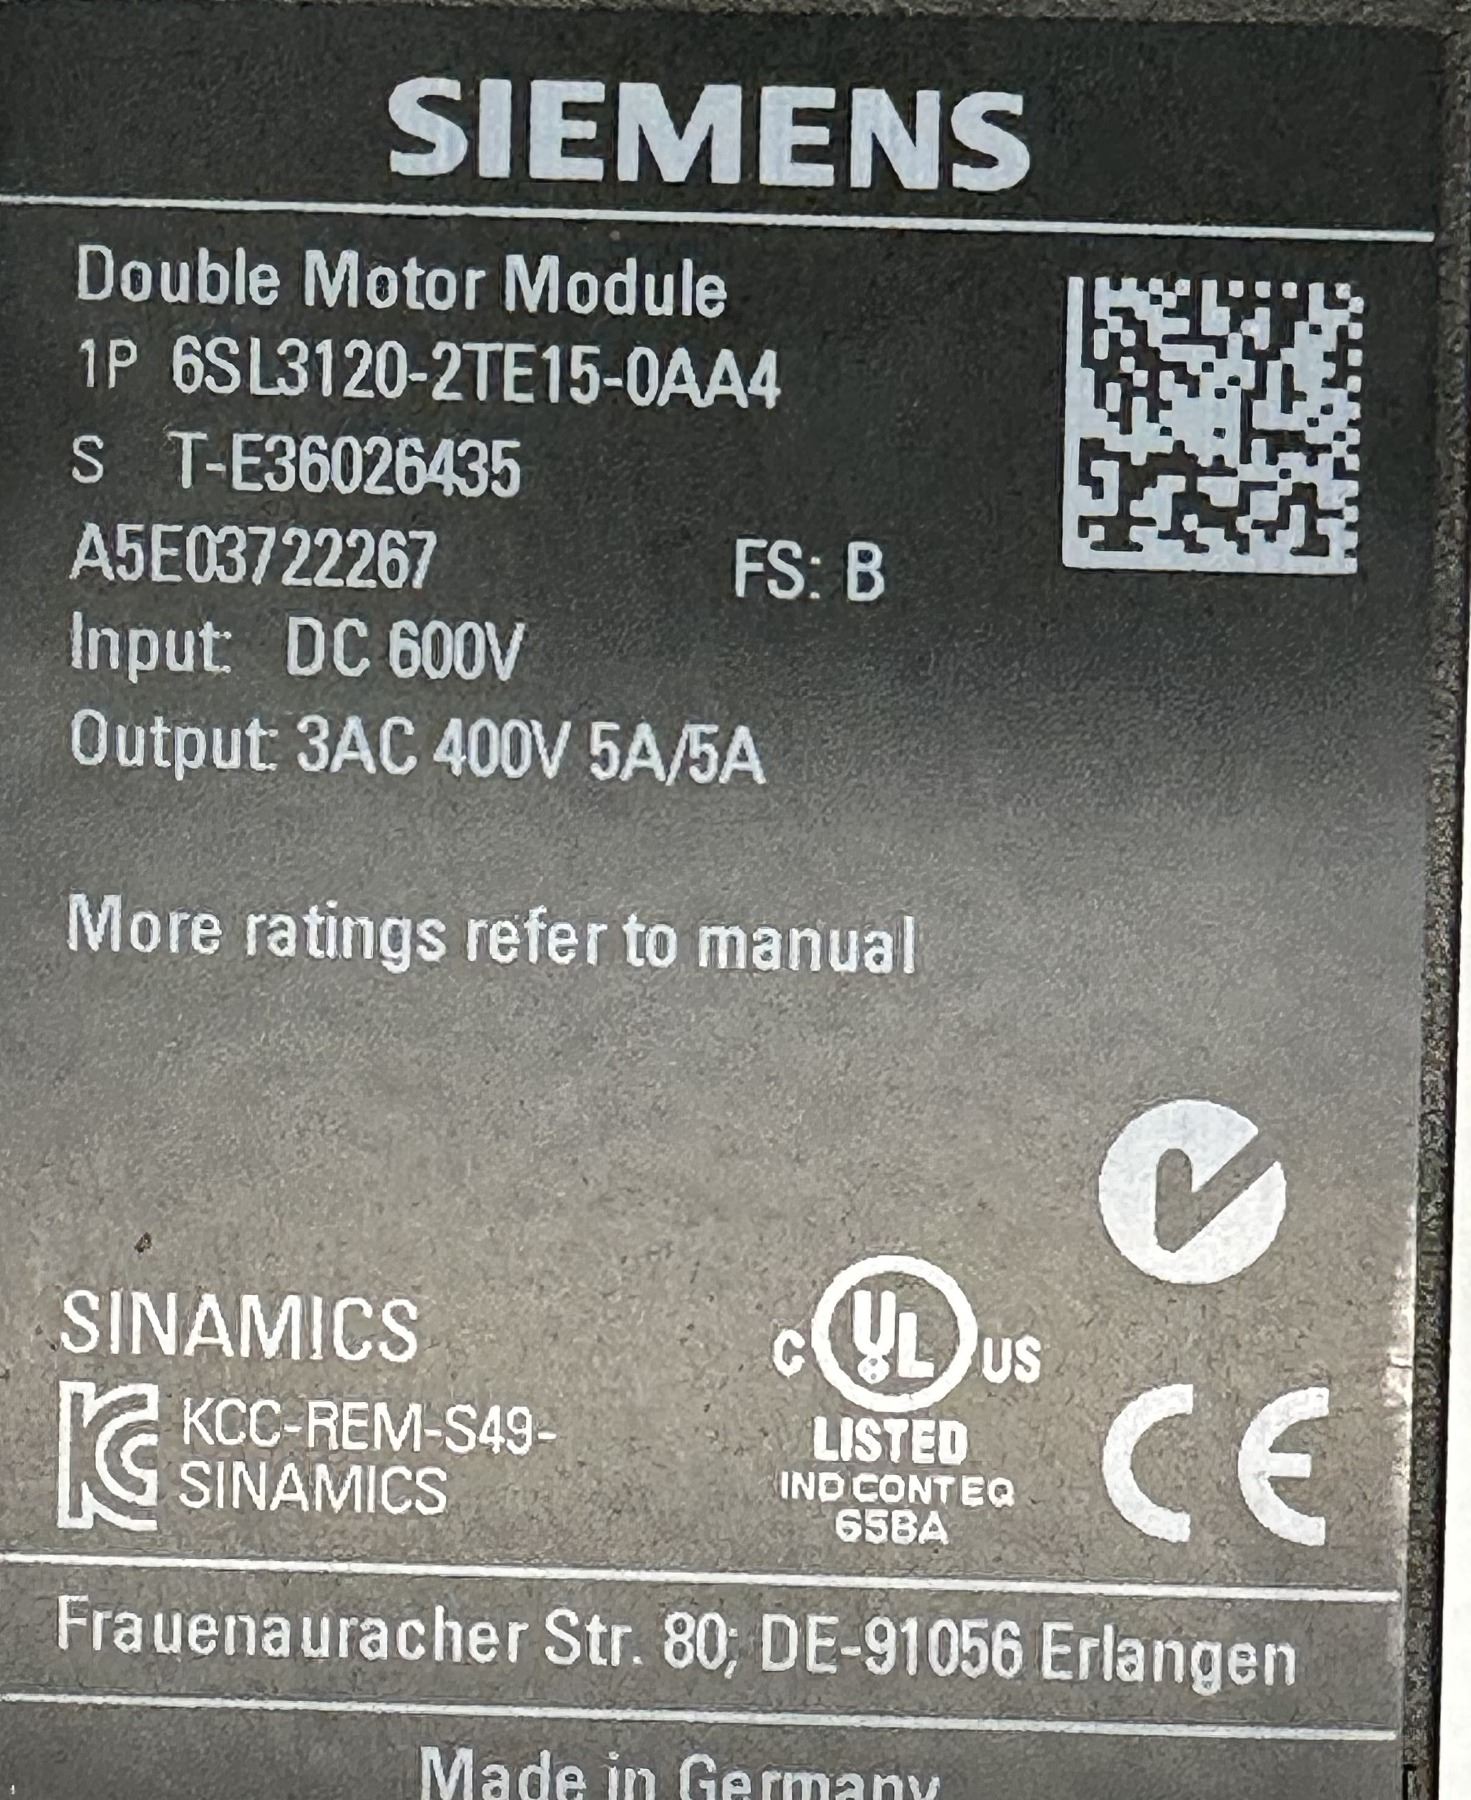 SIEMENS
Double Motor Module
1P 6SL3120-2TE15-0AA4
S T-E36026435
A5E03722267 FS: B
Input: DC 600V
Output: 3AC 400V 5A/5A
More ratings refer to manual
SINAMICS
C UL US
LISTED
IND CONT EQ
65BA
KCC-REM-S49-
SINAMICS
CE
Frauenauracher Str. 80; DE-91056 Erlangen
Made in Germany